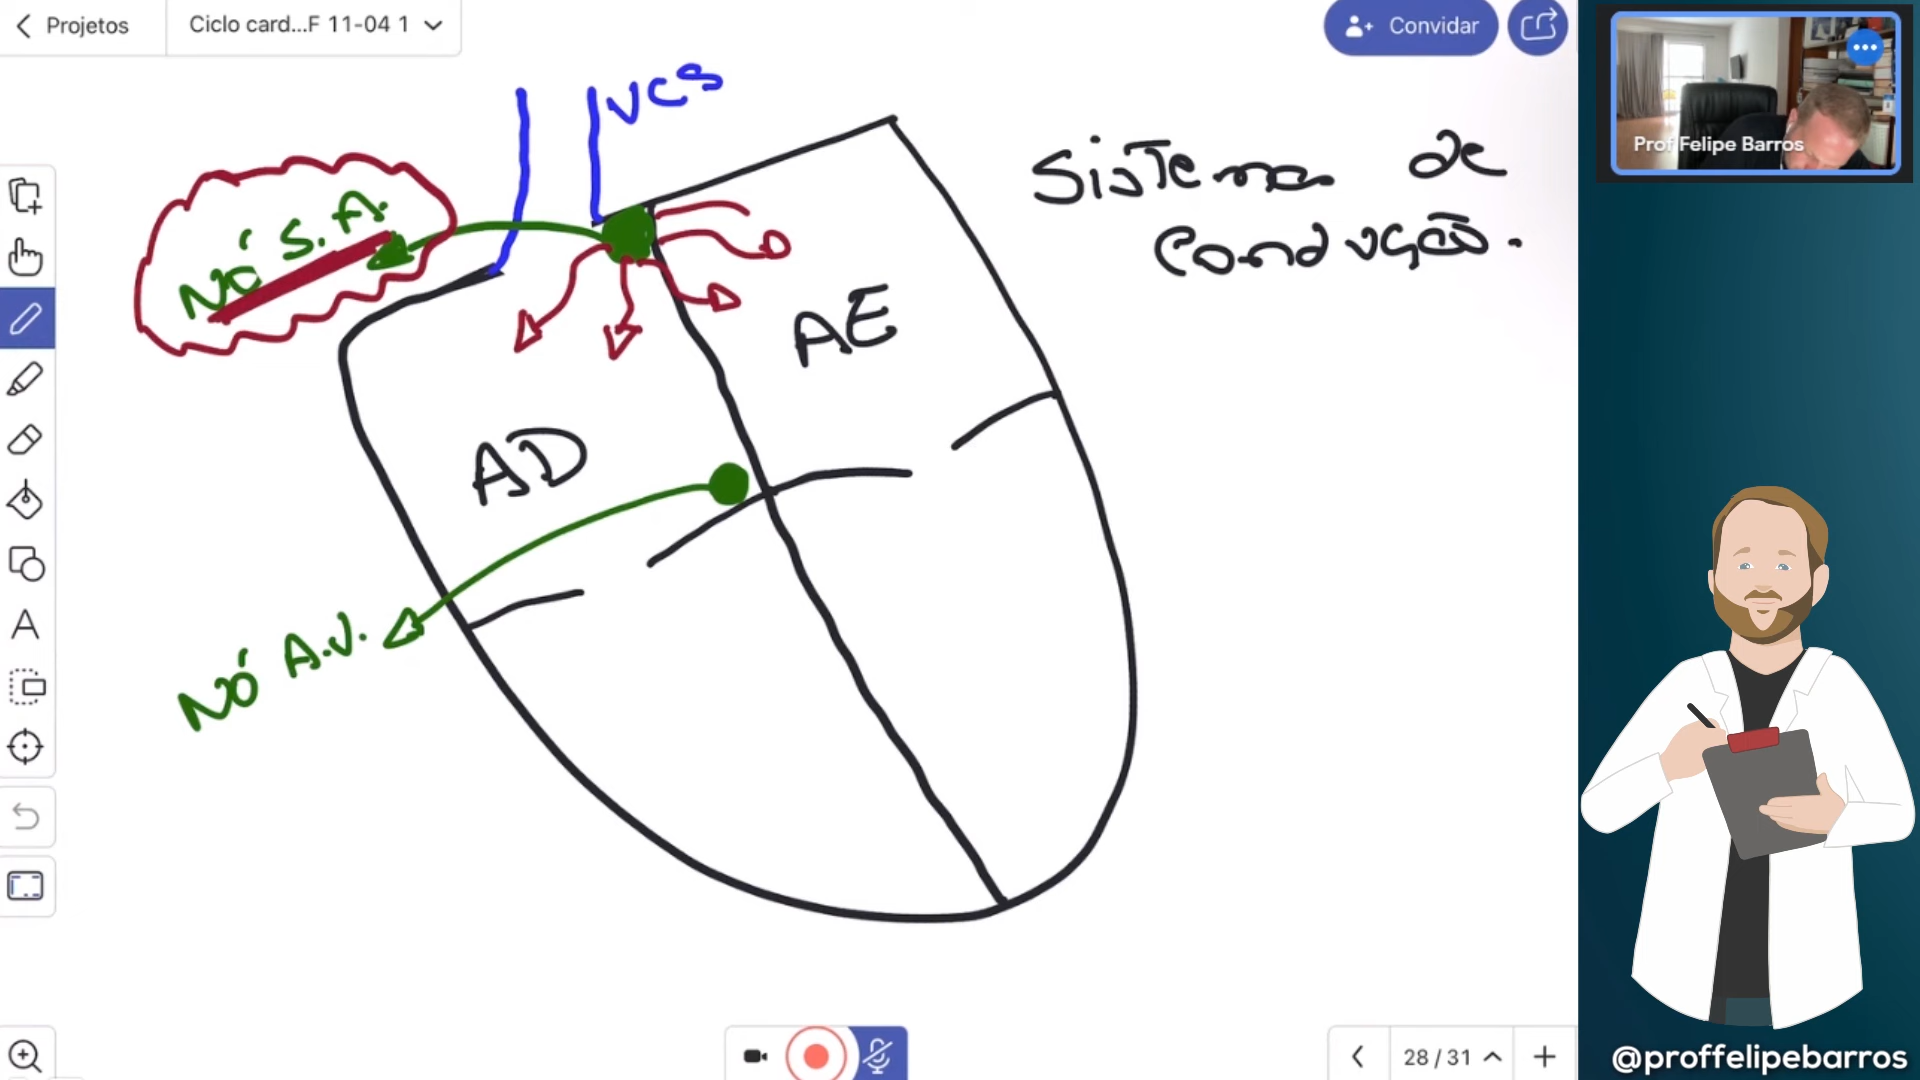 Projetos
Ciclo card...F 11-04 1
Convidar
VCS
Sistema de
Condução.
NÓ S.A.
AE
AD
NÓ A.V.
A
28 / 31
Prof Felipe Barros
@proffelipebarros